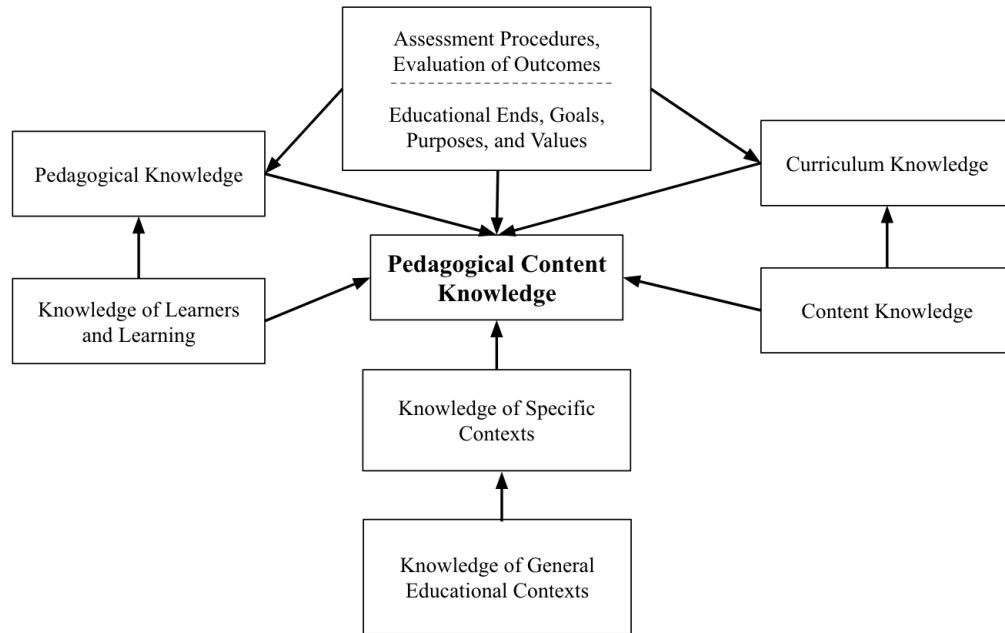 Assessment Procedures,
Evaluation of Outcomes
Educational Ends, Goals,
Purposes, and Values
Pedagogical Knowledge
Curriculum Knowledge
Pedagogical Content
Knowledge
Knowledge of Learners
and Learning
Content Knowledge
Knowledge of Specific
Contexts
Knowledge of General
Educational Contexts